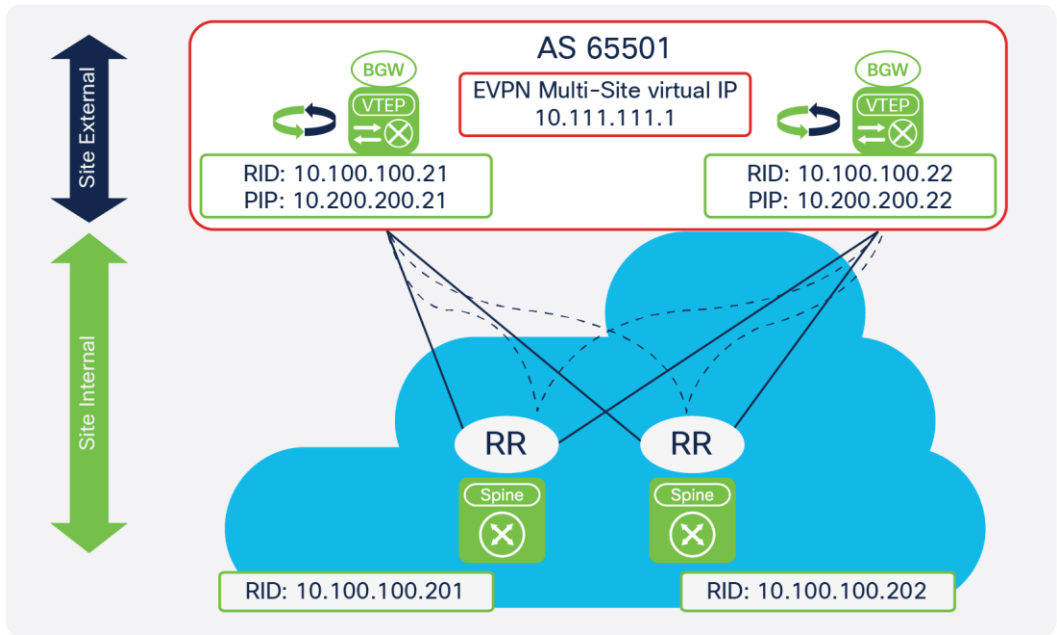 Site External
AS 65501
BGW
VTEP
EVPN Multi-Site virtual IP
10.111.111.1
BGW
VTEP
RID: 10.100.100.21
PIP: 10.200.200.21
RID: 10.100.100.22
PIP: 10.200.200.22
Site Internal
RR
RR
Spine
Spine
RID: 10.100.100.201
RID: 10.100.100.202